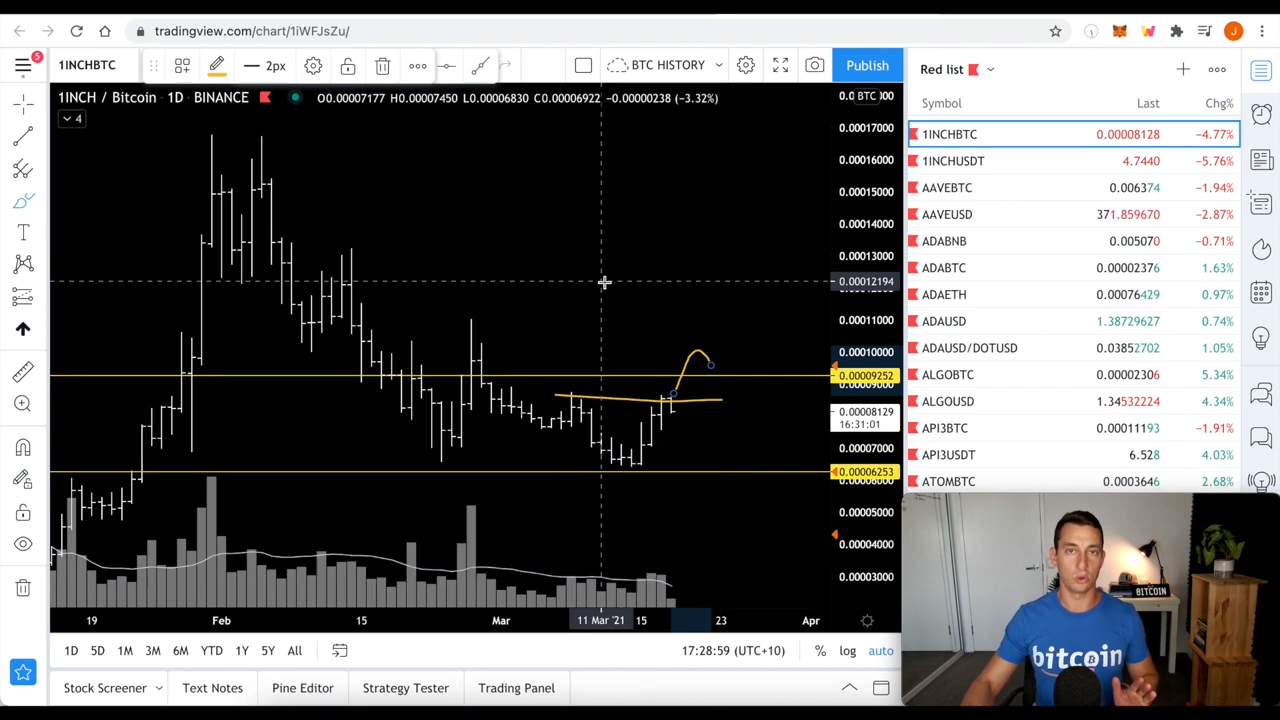 tradingview.com/chart/1iWFJsZu/
J
5
1INCHBTC
2px
BTC HISTORY
Publish
1INCH / Bitcoin · 1D · BINANCE O0.00007177 H0.00007450 L0.00006830 C0.00006922 −0.00000238 (−3.32%)
4
BTC
0.00017000
0.00016000
0.00015000
0.00014000
0.00013000
0.00012194
0.00011000
0.00010000
0.00009252
0.00009000
0.00008129
16:31:01
0.00007000
0.00006253
0.00006000
0.00005000
0.00004000
0.00003000
19 Feb 15 Mar 11 Mar '21 15 23 Apr
1D 5D 1M 3M 6M YTD 1Y 5Y All 17:28:59 (UTC+10) % log auto
Stock Screener Text Notes Pine Editor Strategy Tester Trading Panel
Red list
Symbol Last Chg%
1INCHBTC 0.00008128 −4.77%
1INCHUSDT 4.7440 −5.76%
AAVEBTC 0.006374 −1.94%
AAVEUSD 371.859670 −2.87%
ADABNB 0.005070 −0.71%
ADABTC 0.00002376 1.63%
ADAETH 0.00076429 0.97%
ADAUSD 1.38729627 0.74%
ADAUSD/DOTUSD 0.03852702 1.05%
ALGOBTC 0.00002306 5.34%
ALGOUSD 1.34532224 4.34%
API3BTC 0.00011193 −1.91%
API3USDT 6.528 4.03%
ATOMBTC 0.0003646 2.68%
BITCOIN
bitcoin